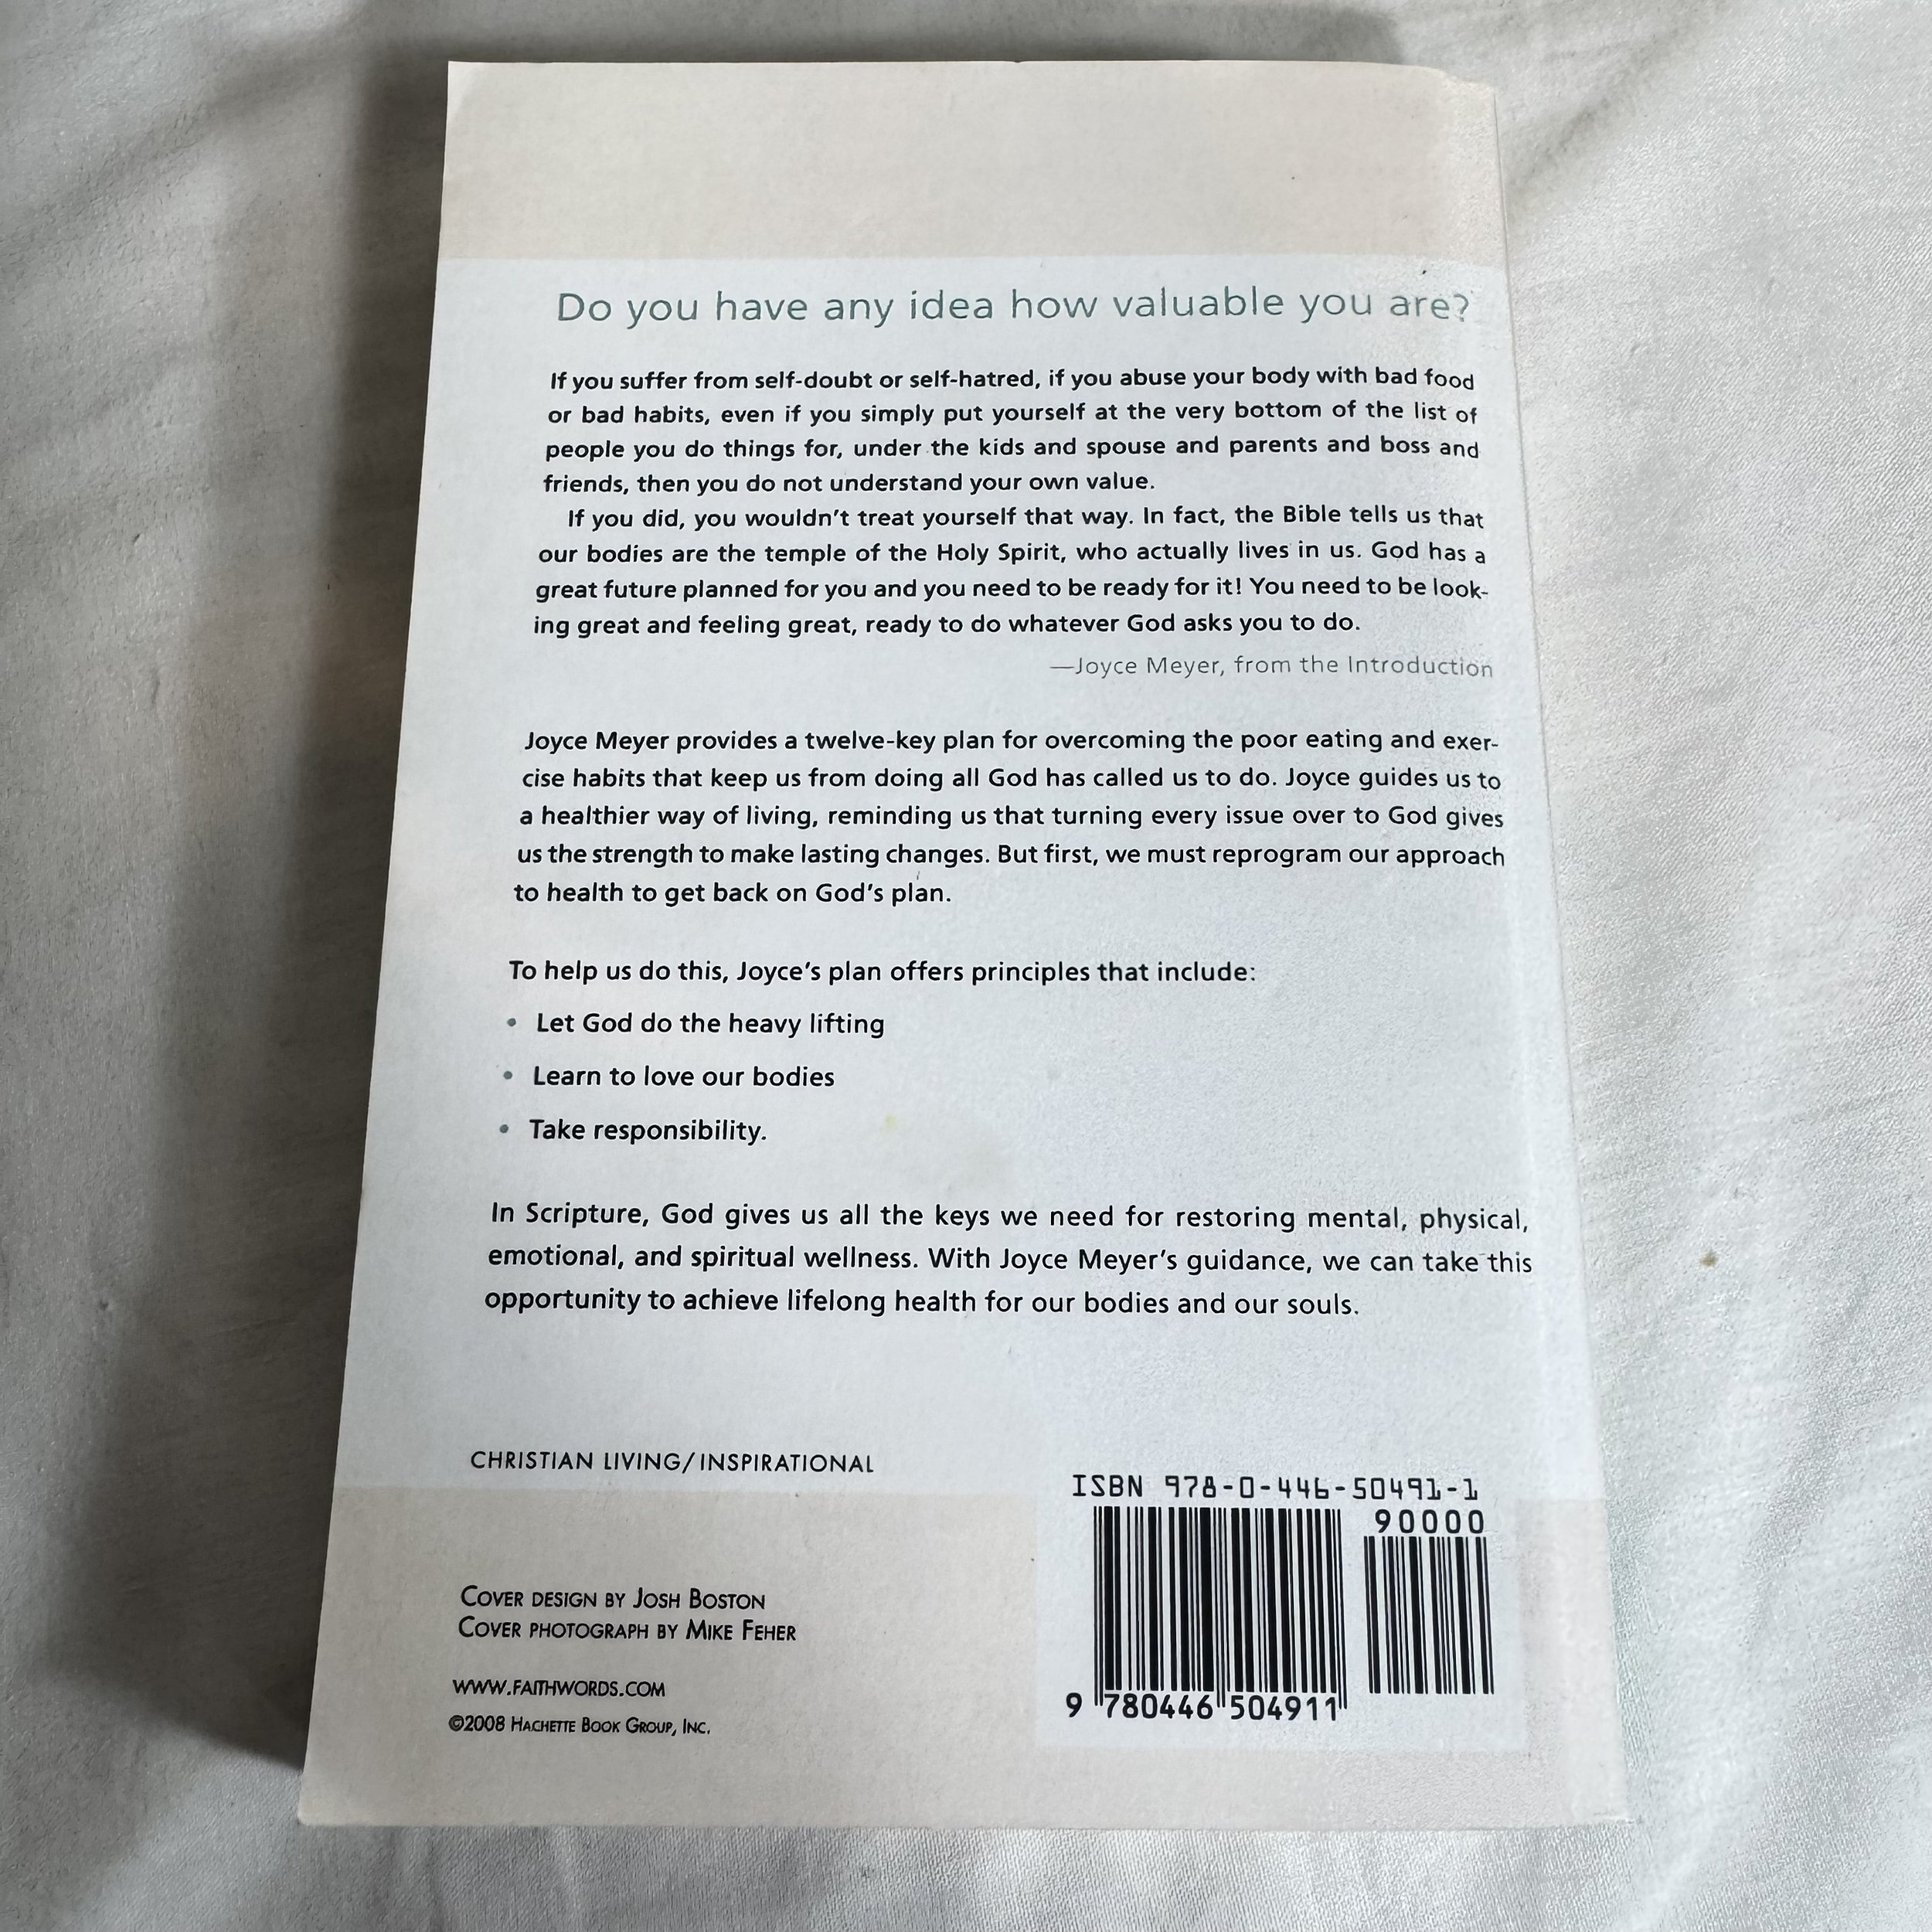 Do you have any idea how valuable you are?
If you suffer from self-doubt or self-hatred, if you abuse your body with bad food
or bad habits, even if you simply put yourself at the very bottom of the list of
people you do things for, under the kids and spouse and parents and boss and
friends, then you do not understand your own value.
If you did, you wouldn't treat yourself that way. In fact, the Bible tells us that
our bodies are the temple of the Holy Spirit, who actually lives in us. God has a
great future planned for you and you need to be ready for it! You need to be look-
ing great and feeling great, ready to do whatever God asks you to do.
—Joyce Meyer, from the Introduction
Joyce Meyer provides a twelve-key plan for overcoming the poor eating and exer-
cise habits that keep us from doing all God has called us to do. Joyce guides us to
a healthier way of living, reminding us that turning every issue over to God gives
us the strength to make lasting changes. But first, we must reprogram our approach
to health to get back on God's plan.
To help us do this, Joyce's plan offers principles that include:
• Let God do the heavy lifting
• Learn to love our bodies
• Take responsibility.
In Scripture, God gives us all the keys we need for restoring mental, physical,
emotional, and spiritual wellness. With Joyce Meyer's guidance, we can take this
opportunity to achieve lifelong health for our bodies and our souls.
CHRISTIAN LIVING/INSPIRATIONAL
ISBN 978-0-446-50491-1
90000
9 780446 504911
COVER DESIGN BY JOSH BOSTON
COVER PHOTOGRAPH BY MIKE FEHER
WWW.FAITHWORDS.COM
©2008 HACHETTE BOOK GROUP, INC.